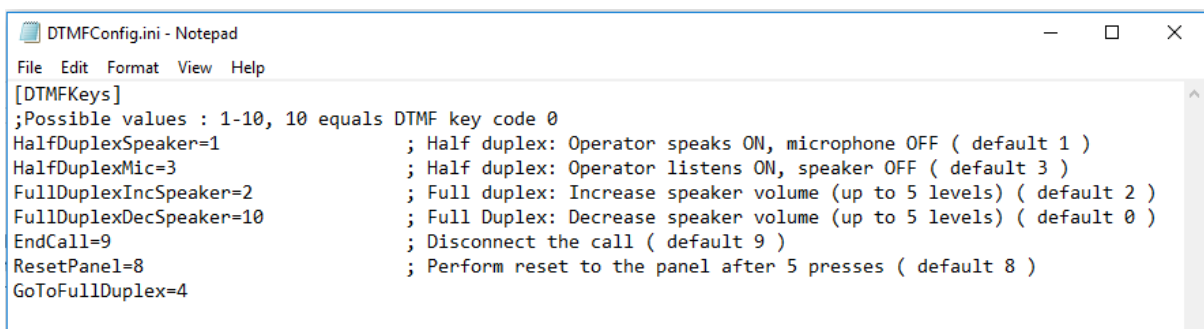 DTMFConfig.ini - Notepad
File Edit Format View Help
[DTMFKeys]
;Possible values : 1-10, 10 equals DTMF key code 0
HalfDuplexSpeaker=1 ; Half duplex: Operator speaks ON, microphone OFF ( default 1 )
HalfDuplexMic=3 ; Half duplex: Operator listens ON, speaker OFF ( default 3 )
FullDuplexIncSpeaker=2 ; Full duplex: Increase speaker volume (up to 5 levels) ( default 2 )
FullDuplexDecSpeaker=10 ; Full Duplex: Decrease speaker volume (up to 5 levels) ( default 0 )
EndCall=9 ; Disconnect the call ( default 9 )
ResetPanel=8 ; Perform reset to the panel after 5 presses ( default 8 )
GoToFullDuplex=4